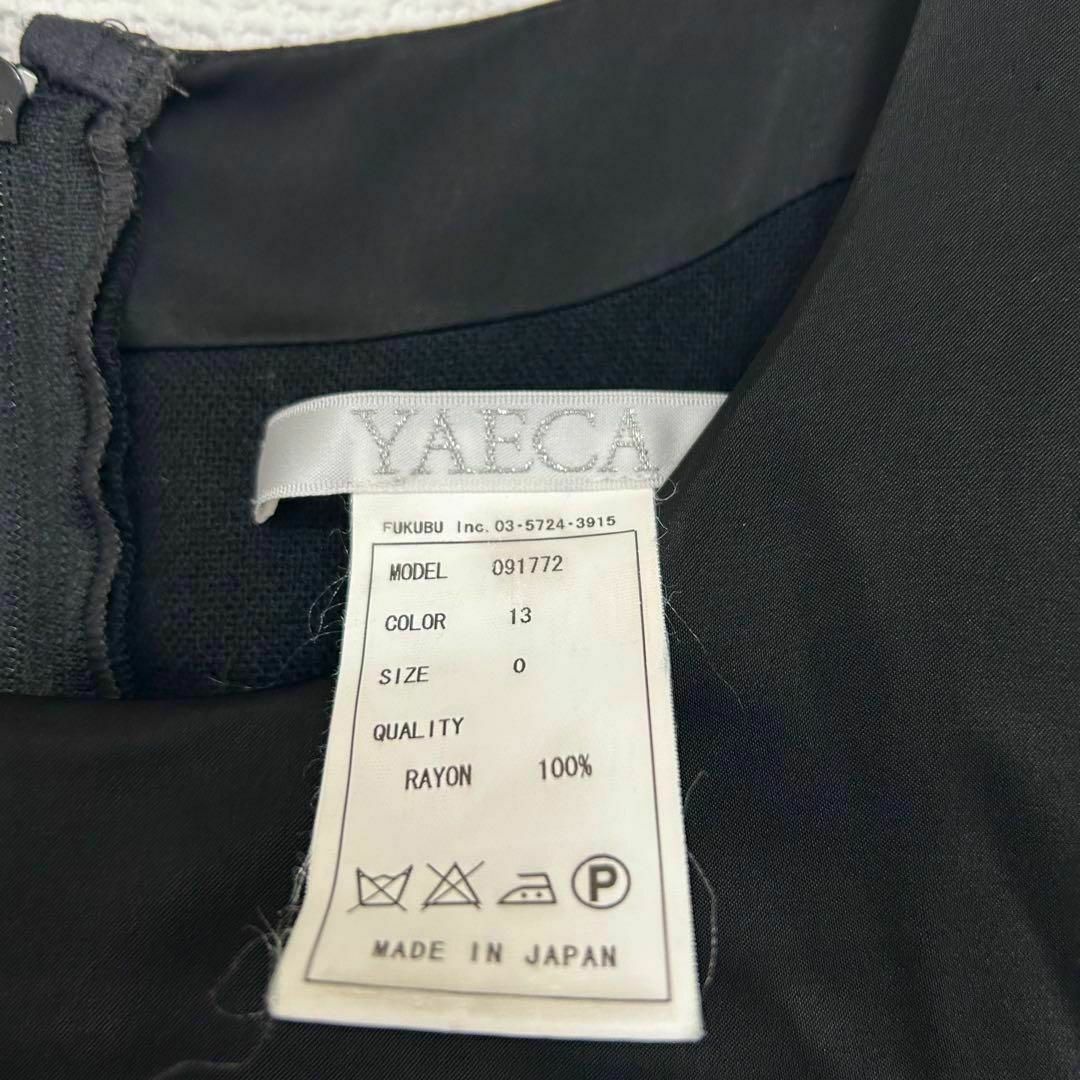 YAECA
FUKUBU Inc. 03-5724-3915
MODEL 091772
COLOR 13
SIZE 0
QUALITY
RAYON 100%
P
MADE IN JAPAN